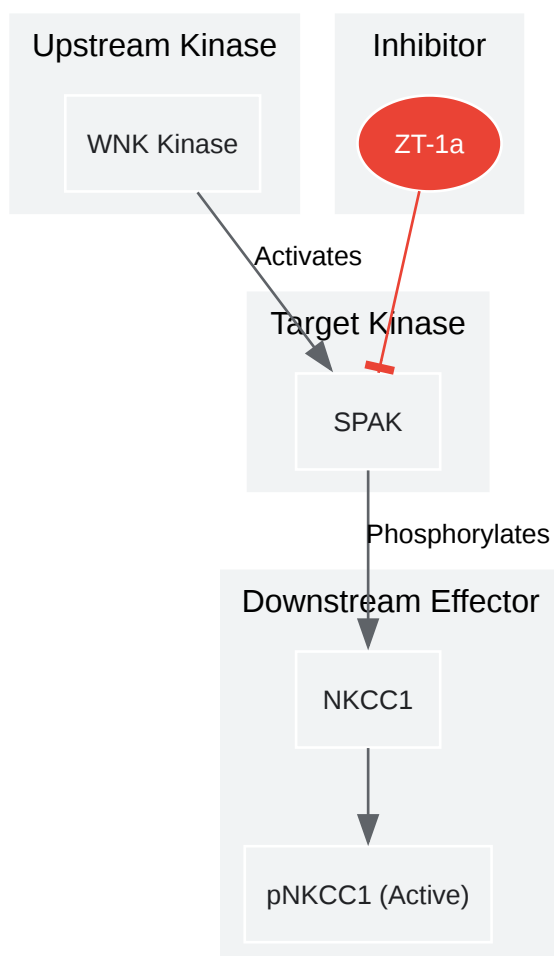 Upstream Kinase
Inhibitor
WNK Kinase
ZT-1a
Activates
Target Kinase
SPAK
Phosphorylates
Downstream Effector
NKCC1
pNKCC1 (Active)